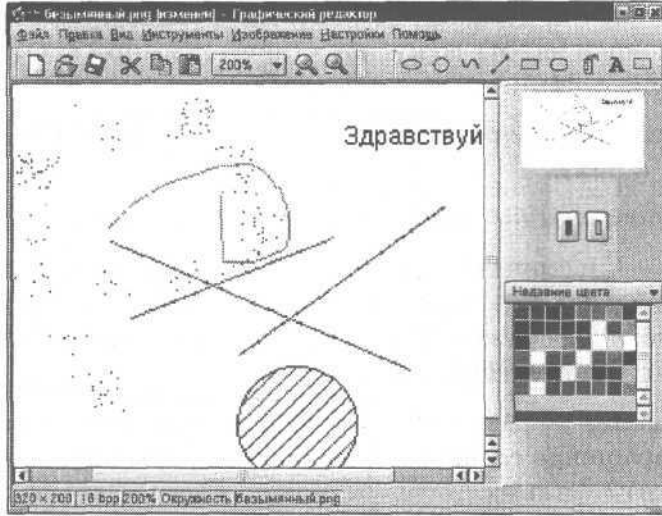 безымянный.png [изменен] - Графический редактор
Файл Правка Вид Инструменты Изображение Настройки Помощь
200%
A
Здравствуй
Недавние цвета
320 × 200 16 bpp 200% Окружность безымянный.png